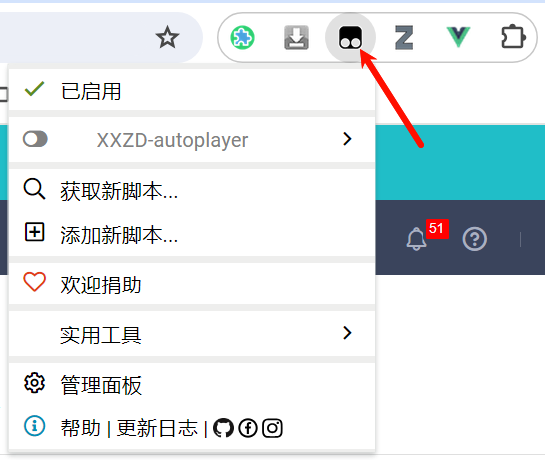 已启用
XXZD-autoplayer
获取新脚本...
添加新脚本...
51
欢迎捐助
实用工具
管理面板
帮助 | 更新日志 |